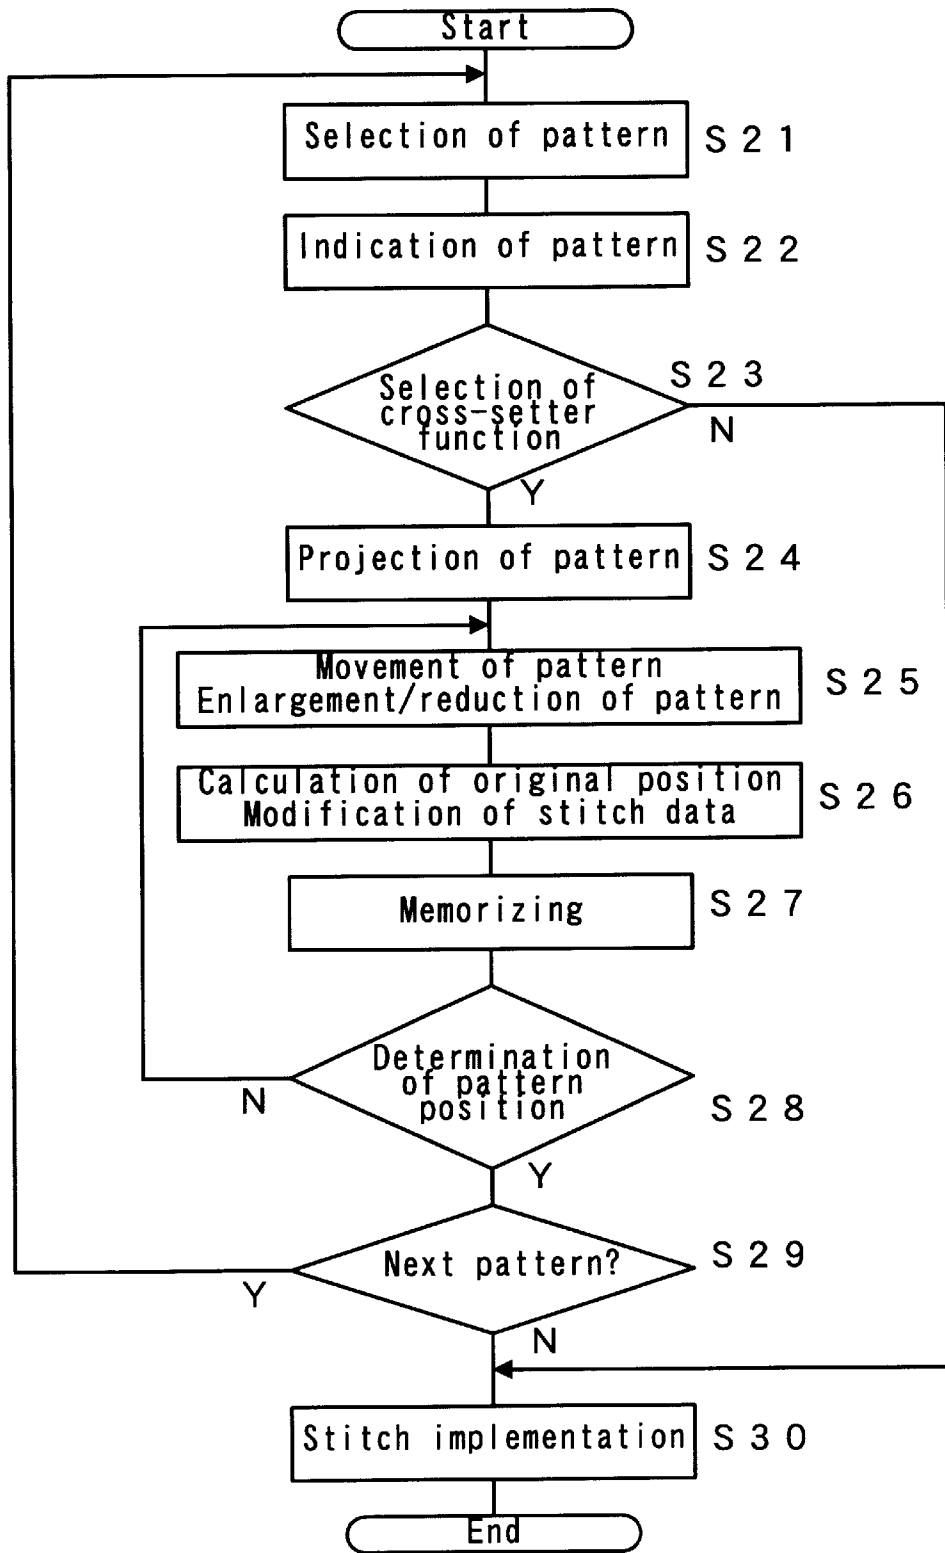 Start
Selection of pattern S21
Indication of pattern S22
S23
Selection of
cross-setter
function
N
Y
Projection of pattern S24
Movement of pattern
Enlargement/reduction of pattern S25
Calculation of original position
Modification of stitch data S26
Memorizing S27
Determination
of pattern
position
N
S28
Y
Next pattern? S29
Y
N
Stitch implementation S30
End